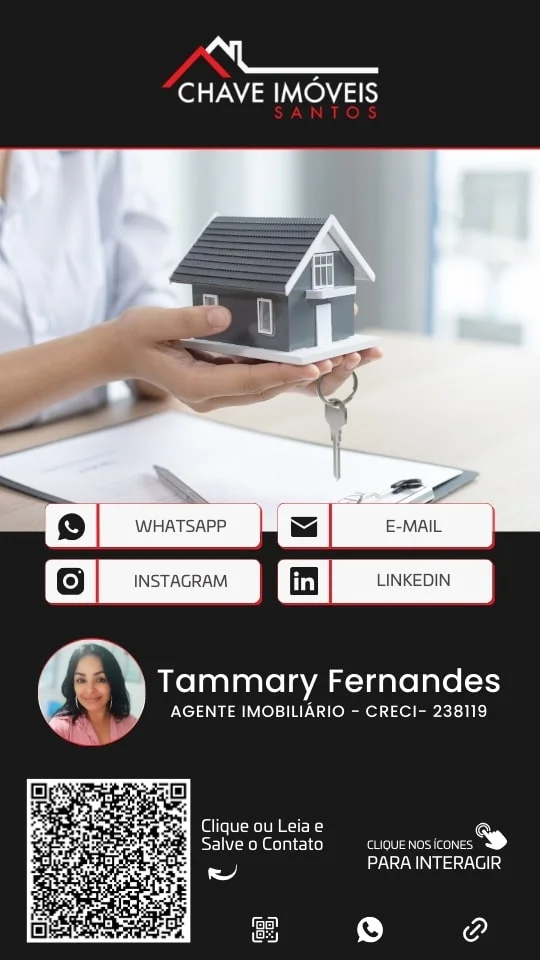 CHAVE IMÓVEIS
SANTOS
WHATSAPP
E-MAIL
INSTAGRAM
LINKEDIN
Tammary Fernandes
AGENTE IMOBILIÁRIO - CRECI- 238119
Clique ou Leia e
Salve o Contato
CLIQUE NOS ÍCONES
PARA INTERAGIR